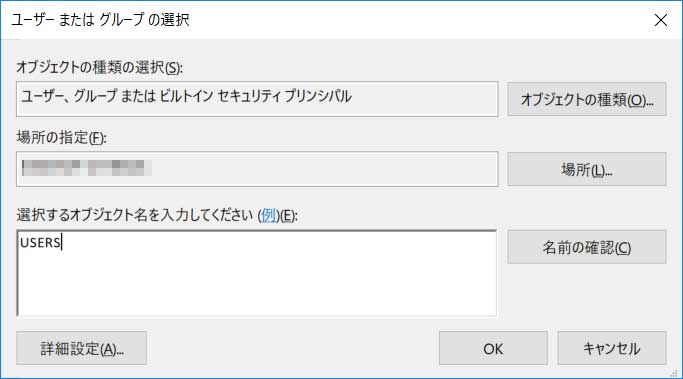 ユーザー または グループ の選択
オブジェクトの種類の選択(S):
ユーザー、グループ または ビルトイン セキュリティ プリンシパル
オブジェクトの種類(O)...
場所の指定(F):
場所(L)...
選択するオブジェクト名を入力してください (例)(E):
USERS
名前の確認(C)
詳細設定(A)...
OK
キャンセル